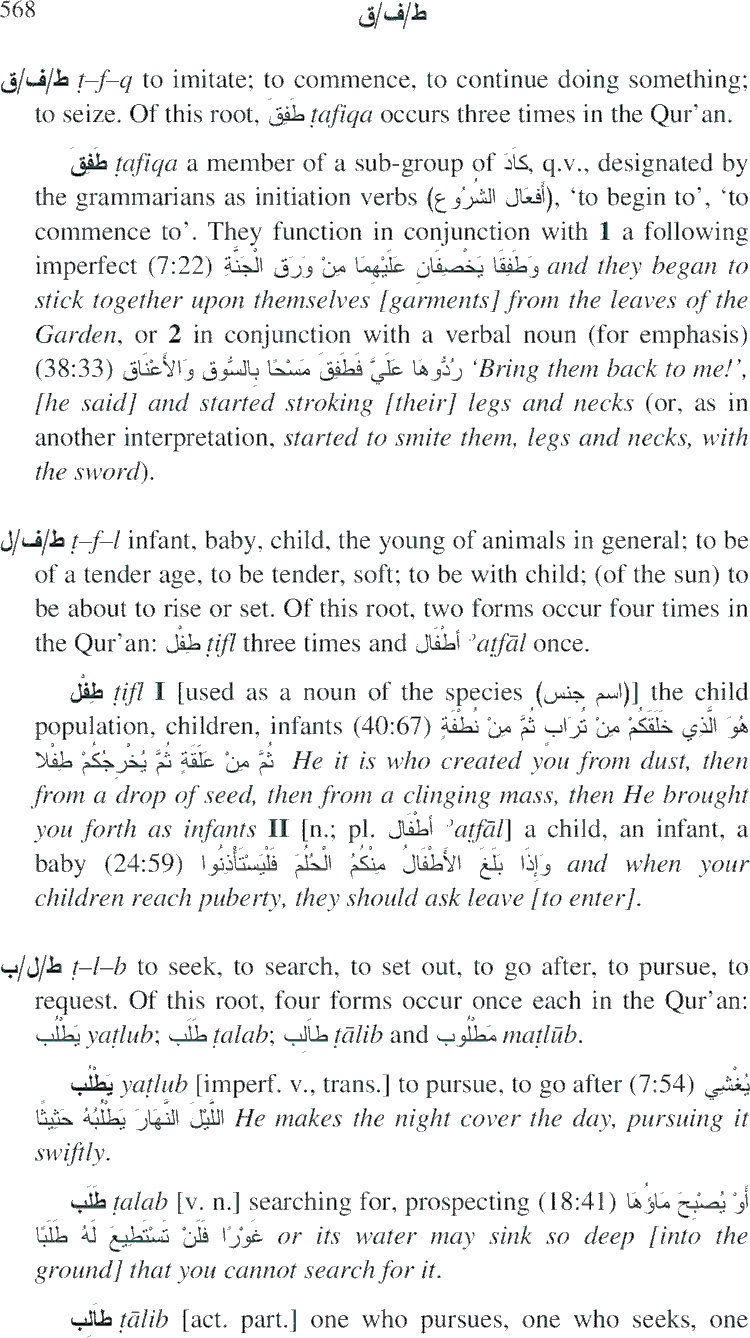 568
ط/ف/ق
ط/ف/ق ṭ–f–q to imitate; to commence, to continue doing something;
to seize. Of this root, طَفِقَ ṭafiqa occurs three times in the Qur'an.
طَفِقَ ṭafiqa a member of a sub-group of كَادَ, q.v., designated by
the grammarians as initiation verbs (أَفعَال الشُرُوع), ‘to begin to’, ‘to
commence to’. They function in conjunction with 1 a following
imperfect (7:22) وَطَفِقَا يَخْصِفَانِ عَلَيْهِمَا مِنْ وَرَقِ الْجَنَّةِ and they began to
stick together upon themselves [garments] from the leaves of the
Garden, or 2 in conjunction with a verbal noun (for emphasis)
(38:33) رُدُّوهَا عَلَيَّ فَطَفِقَ مَسْحًا بِالسُّوقِ وَالأَعْنَاقِ ‘Bring them back to me!’,
[he said] and started stroking [their] legs and necks (or, as in
another interpretation, started to smite them, legs and necks, with
the sword).
ط/ف/ل ṭ–f–l infant, baby, child, the young of animals in general; to be
of a tender age, to be tender, soft; to be with child; (of the sun) to
be about to rise or set. Of this root, two forms occur four times in
the Qur'an: طِفْل ṭifl three times and أَطْفَال ʾaṭfāl once.
طِفْل ṭifl I [used as a noun of the species (اسم جنس)] the child
population, children, infants (40:67) هُوَ الَّذِي خَلَقَكُمْ مِنْ تُرَابٍ ثُمَّ مِنْ نُطْفَةٍ
ثُمَّ مِنْ عَلَقَةٍ ثُمَّ يُخْرِجُكُمْ طِفْلا He it is who created you from dust, then
from a drop of seed, then from a clinging mass, then He brought
you forth as infants II [n.; pl. أَطْفَال ʾaṭfāl] a child, an infant, a
baby (24:59) وَإِذَا بَلَغَ الأَطْفَالُ مِنْكُمُ الْحُلُمَ فَلْيَسْتَأْذِنُوا and when your
children reach puberty, they should ask leave [to enter].
ط/ل/ب ṭ–l–b to seek, to search, to set out, to go after, to pursue, to
request. Of this root, four forms occur once each in the Qur'an:
يَطْلُب yaṭlub; طَلَب ṭalab; طَالِب ṭālib and مَطْلُوب maṭlūb.
يَطْلُب yaṭlub [imperf. v., trans.] to pursue, to go after (7:54) يُغْشِي
اللَّيْلَ النَّهَارَ يَطْلُبُهُ حَثِيثًا He makes the night cover the day, pursuing it
swiftly.
طَلَب ṭalab [v. n.] searching for, prospecting (18:41) أَوْ يُصْبِحَ مَاؤُهَا
غَوْرًا فَلَنْ تَسْتَطِيعَ لَهُ طَلَبًا or its water may sink so deep [into the
ground] that you cannot search for it.
طَالِب ṭālib [act. part.] one who pursues, one who seeks, one